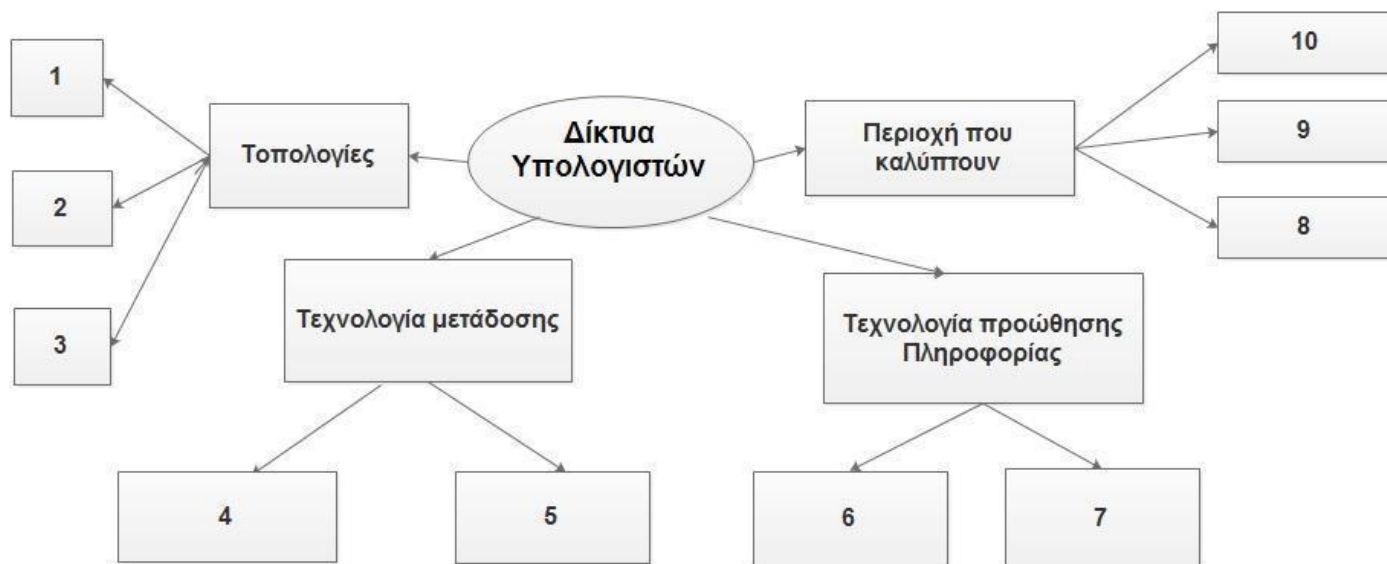 10
1
Δίκτυα
Υπολογιστών
Περιοχή που
καλύπτουν
9
Τοπολογίες
2
8
Τεχνολογία μετάδοσης
Τεχνολογία προώθησης
Πληροφορίας
3
4
5
6
7